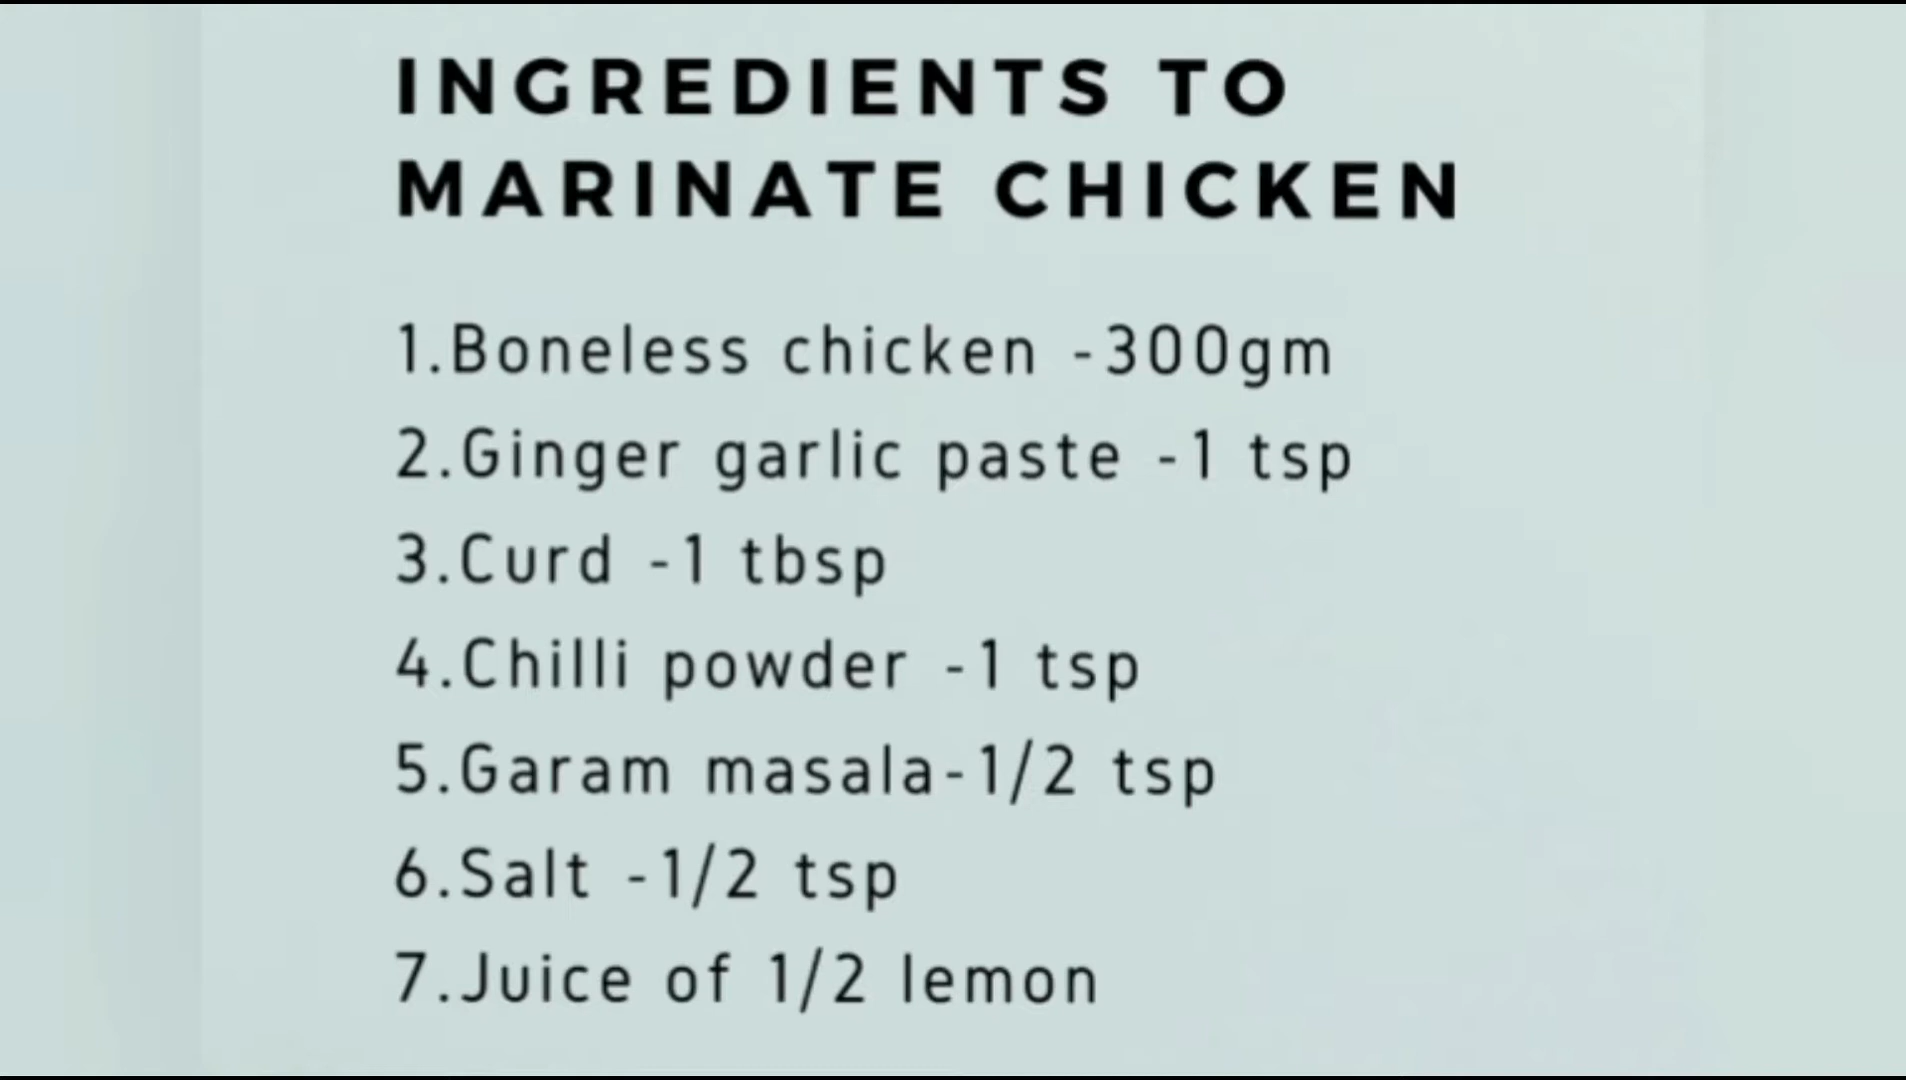 INGREDIENTS TO
MARINATE CHICKEN
1.Boneless chicken -300gm
2.Ginger garlic paste -1 tsp
3.Curd -1 tbsp
4.Chilli powder -1 tsp
5.Garam masala-1/2 tsp
6.Salt -1/2 tsp
7.Juice of 1/2 lemon